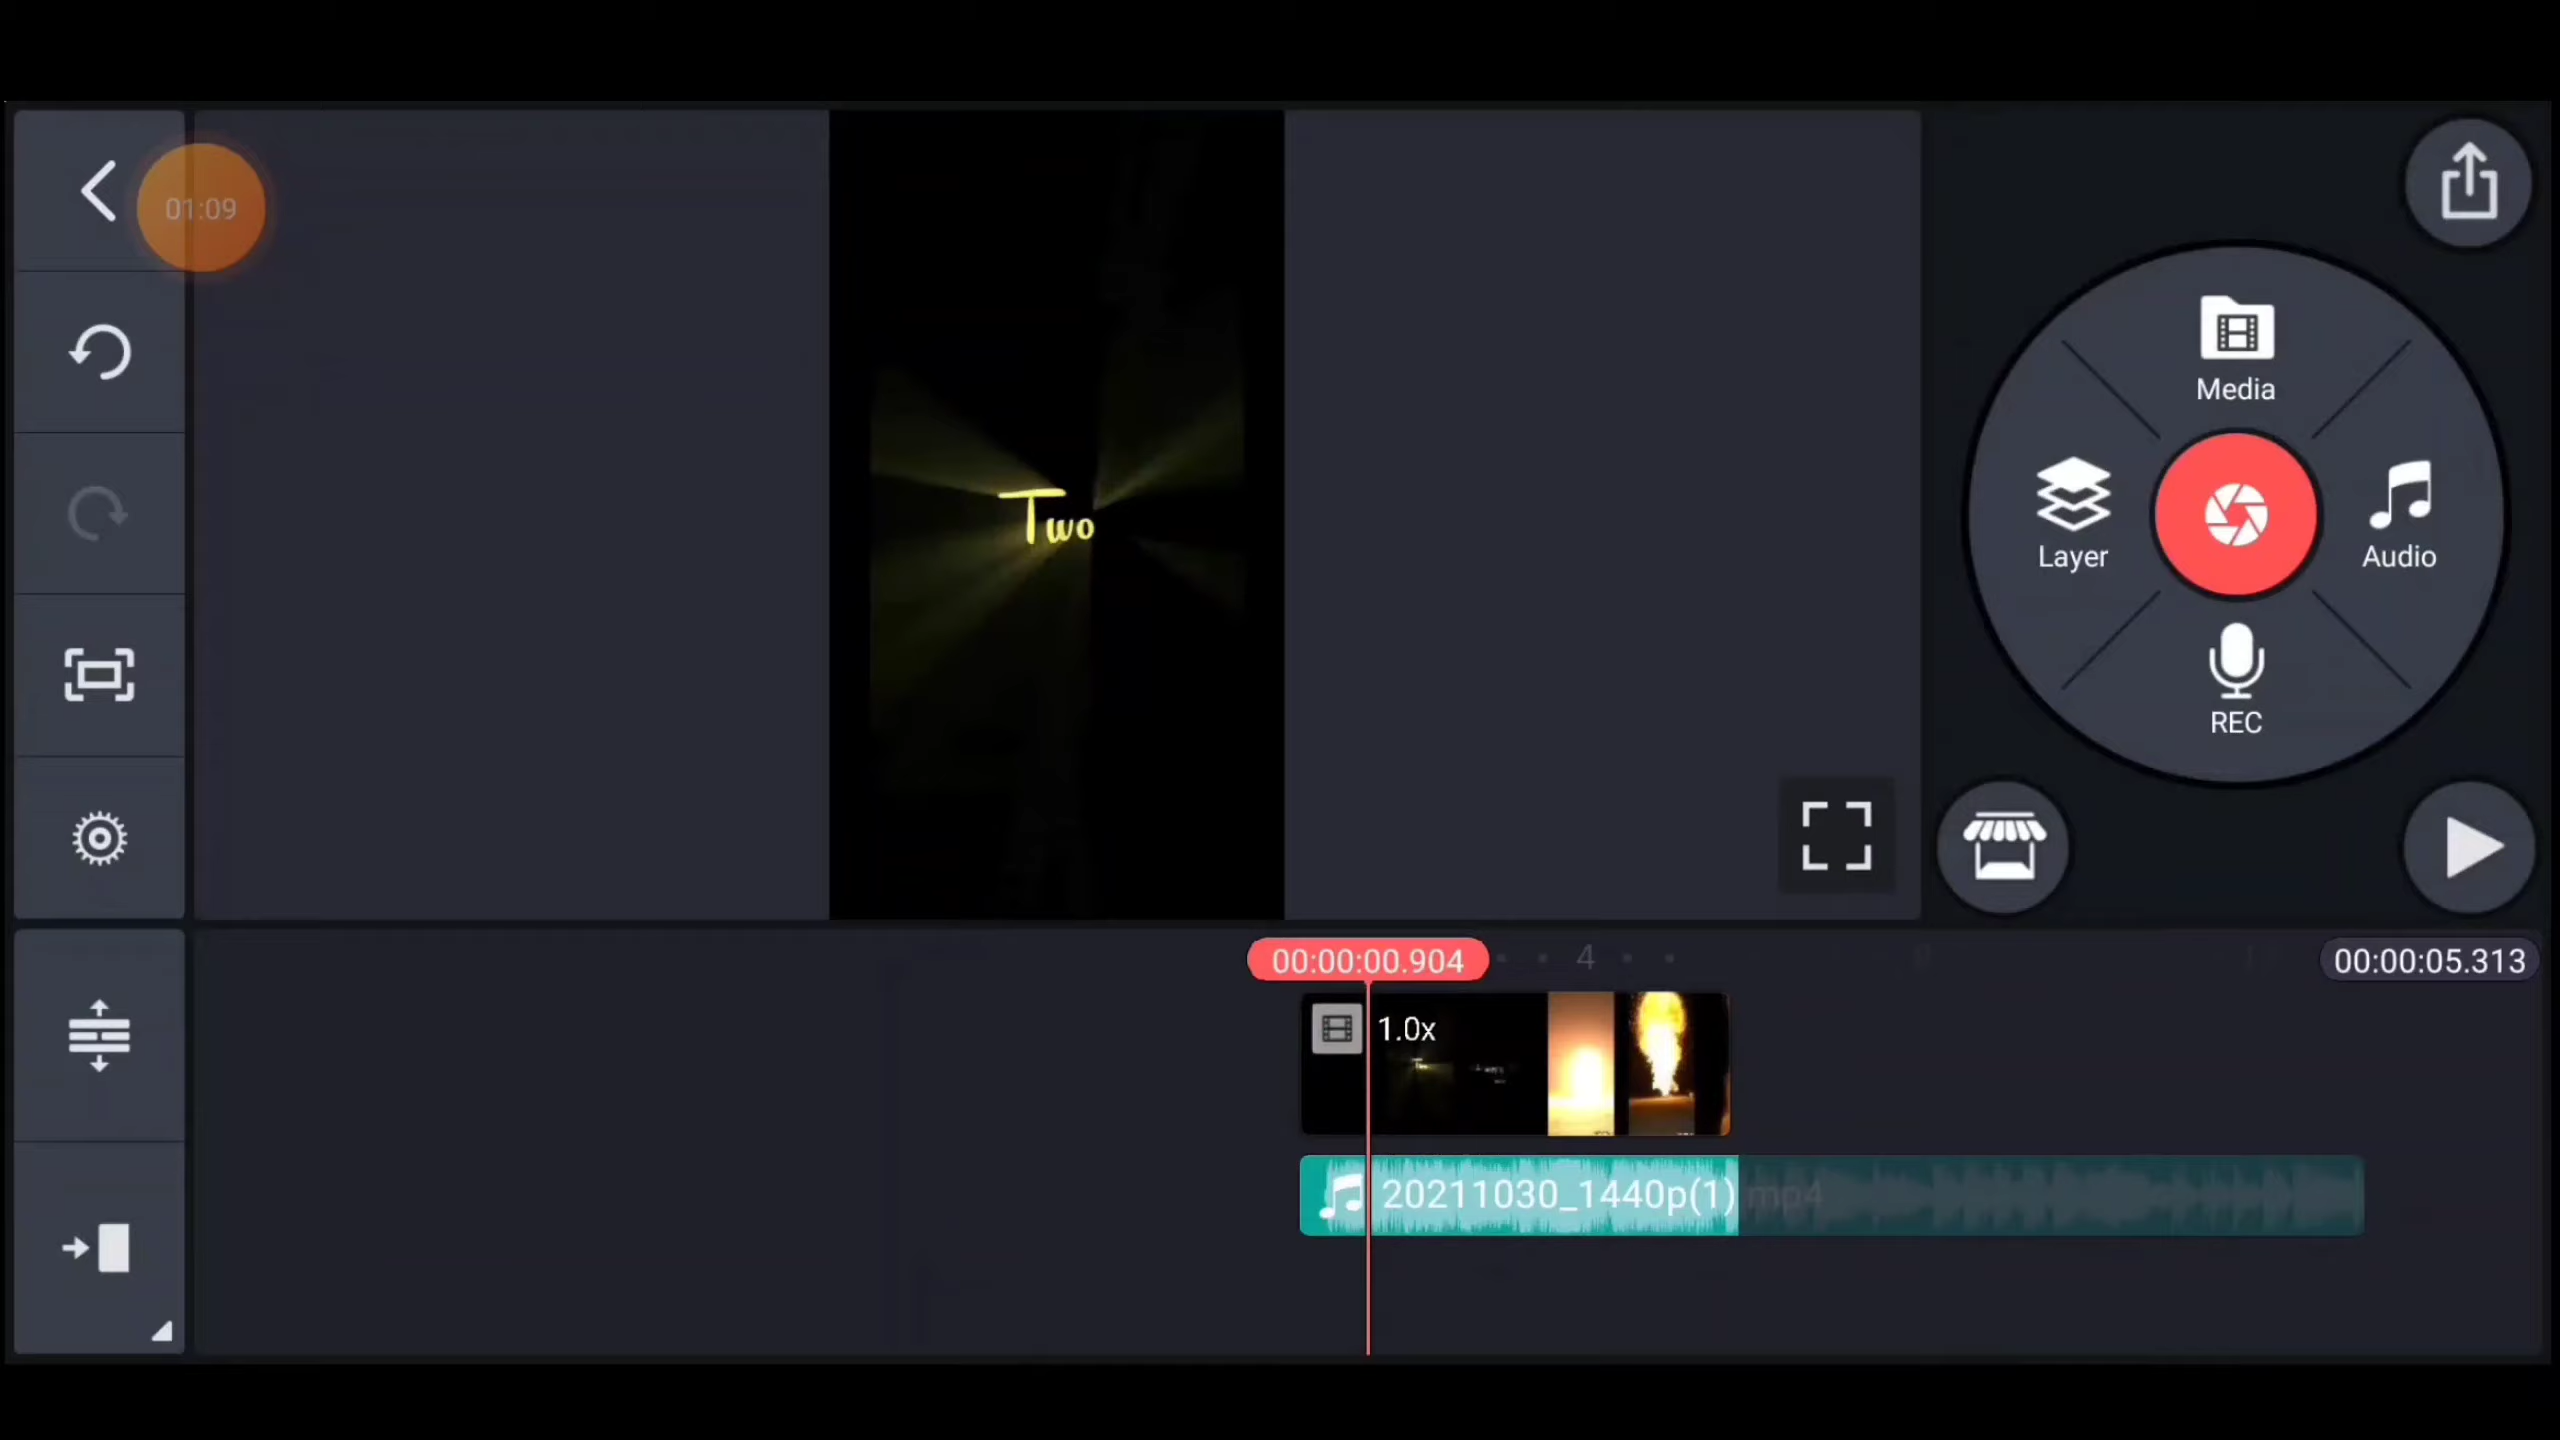 01:09
Two
Media
Layer
Audio
REC
00:00:00.904
4
00:00:05.313
1.0x
20211030_1440p(1).mp4